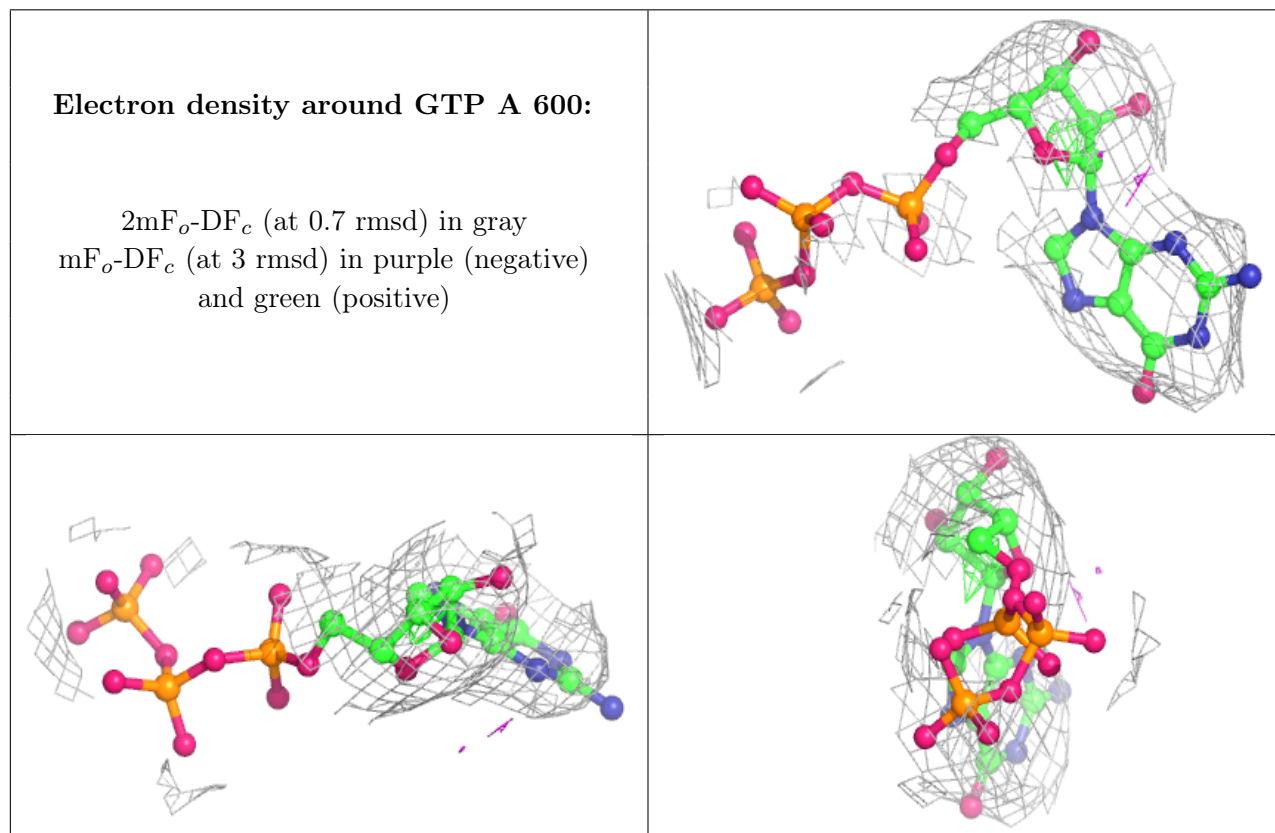 Electron density around GTP A 600:
2mFo-DFc (at 0.7 rmsd) in gray
mFo-DFc (at 3 rmsd) in purple (negative)
and green (positive)